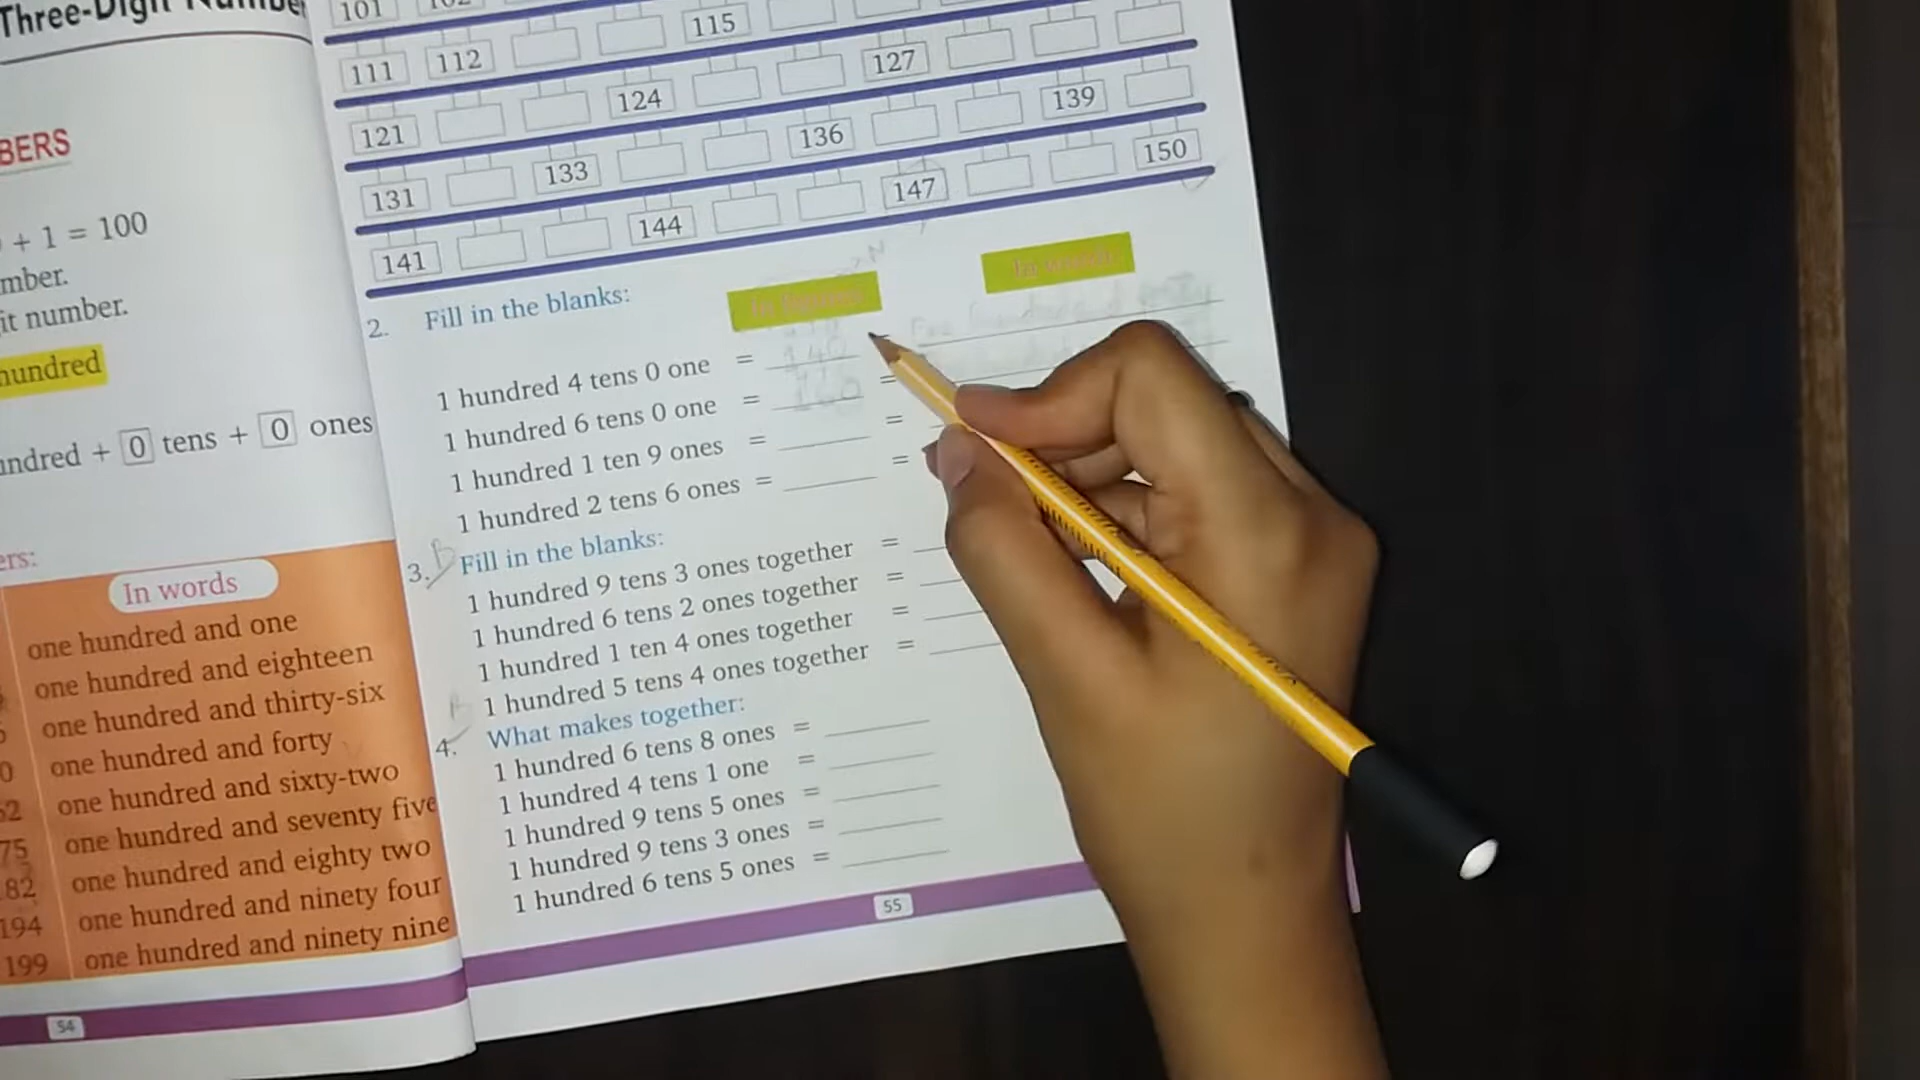 Three-Digit
BERS
+ 1 = 100
mber.
it number.
hundred
undred + 0 tens + 0 ones
ers:
In words
one hundred and one
one hundred and eighteen
one hundred and thirty-six
0 one hundred and forty
62 one hundred and sixty-two
75 one hundred and seventy five
82 one hundred and eighty two
194 one hundred and ninety four
199 one hundred and ninety nine
54
101
111 112 115
121 124 127
131 133 136 139
141 144 147 150
2. Fill in the blanks:
In words
1 hundred 4 tens 0 one = 140
1 hundred 6 tens 0 one = 160 =
1 hundred 1 ten 9 ones = =
1 hundred 2 tens 6 ones = =
3. Fill in the blanks:
1 hundred 9 tens 3 ones together =
1 hundred 6 tens 2 ones together =
1 hundred 1 ten 4 ones together =
1 hundred 5 tens 4 ones together =
4. What makes together:
1 hundred 6 tens 8 ones =
1 hundred 4 tens 1 one =
1 hundred 9 tens 5 ones =
1 hundred 9 tens 3 ones =
1 hundred 6 tens 5 ones =
55